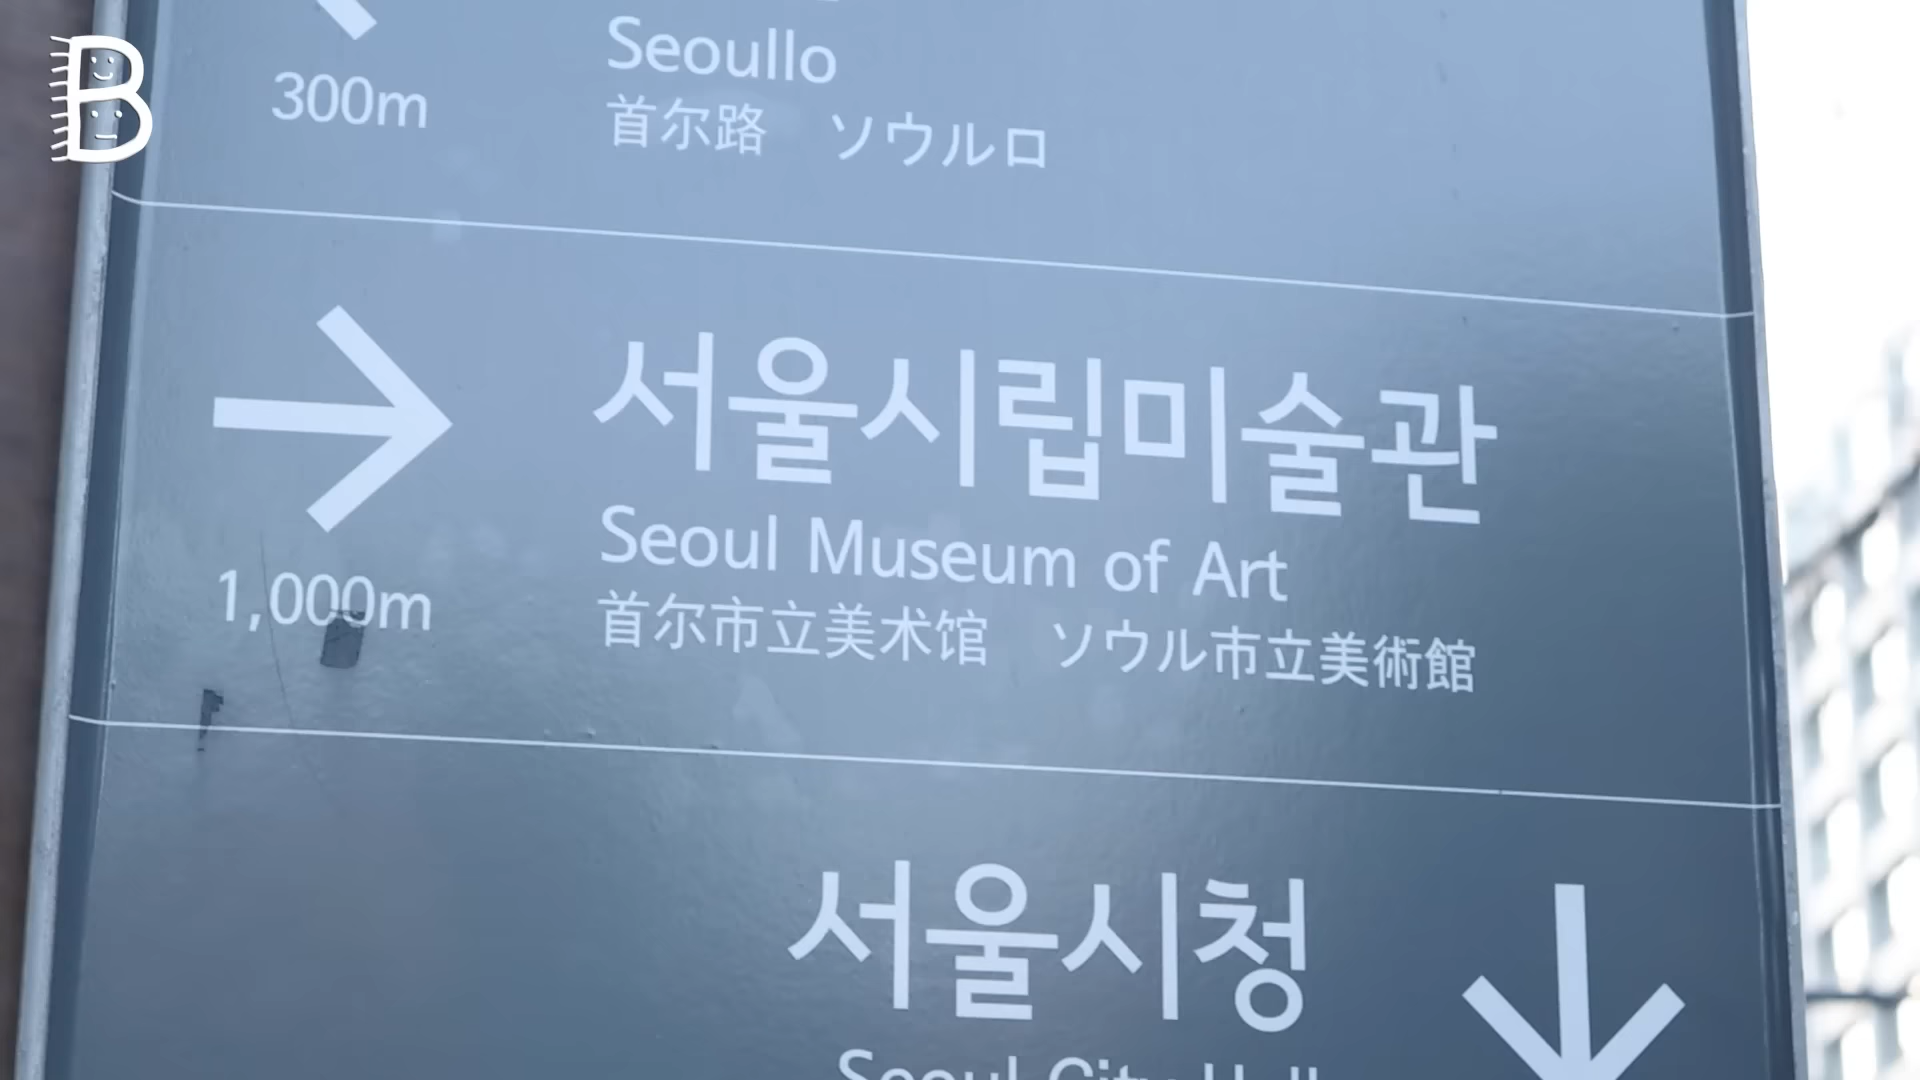 B
Seoullo
300m
首尔路 ソウルロ
서울시립미술관
Seoul Museum of Art
1,000m
首尔市立美术馆 ソウル市立美術館
서울시청
Seoul City Hall